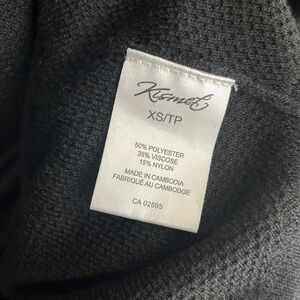 Kismet
XS/TP
50% POLYESTER
35% VISCOSE
15% NYLON
MADE IN CAMBODIA
FABRIQUÉ AU CAMBODGE
CA 02595